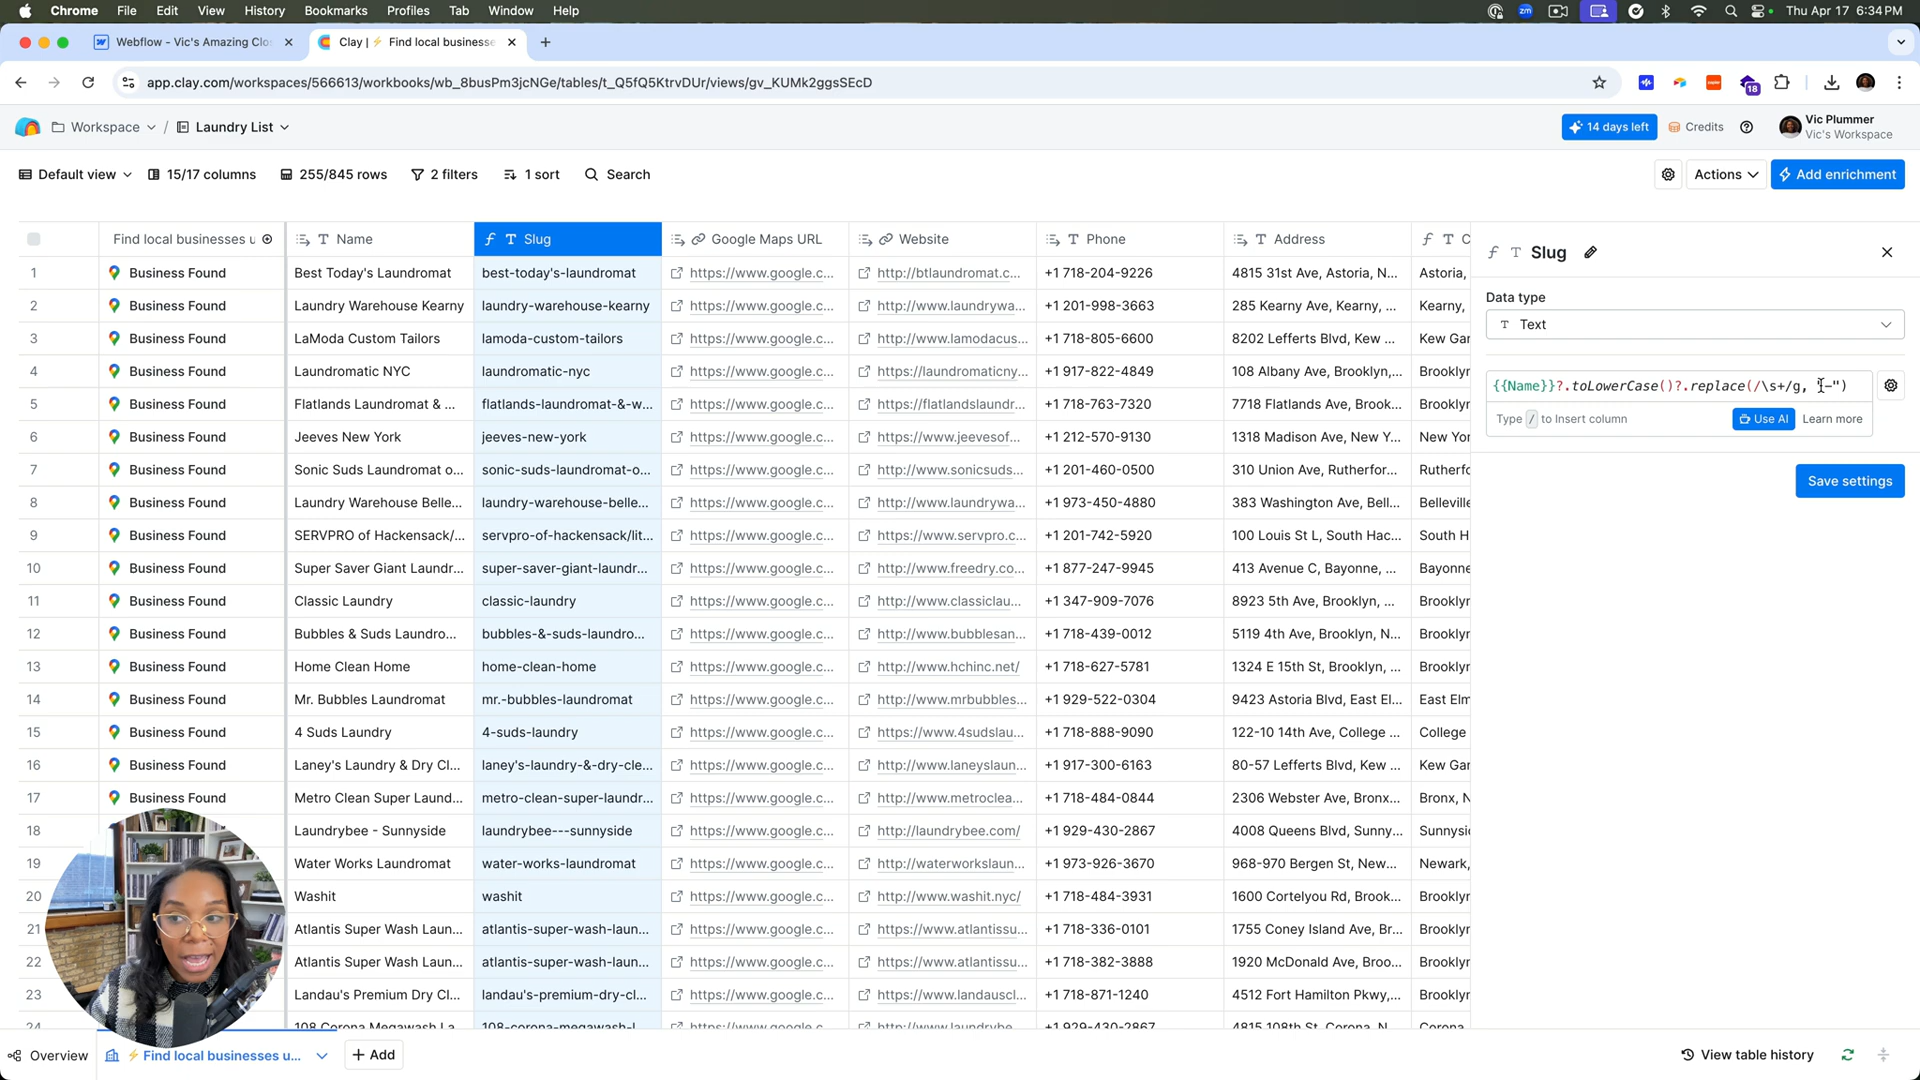 Chrome File Edit View History Bookmarks Profiles Tab Window Help
zm
Thu Apr 17 6:34 PM
Webflow - Vic's Amazing Clo
Clay | ⚡ Find local businesse
app.clay.com/workspaces/566613/workbooks/wb_8busPm3jcNGe/tables/t_Q5fQ5KtrvDUr/views/gv_KUMk2ggsSEcD
18
Workspace / Laundry List
14 days left
Credits
Vic Plummer
Vic's Workspace
Default view 15/17 columns 255/845 rows 2 filters 1 sort Search
Actions Add enrichment
Find local businesses u Name Slug Google Maps URL Website Phone Address C
1 Business Found Best Today's Laundromat best-today's-laundromat https://www.google.c... http://btlaundromat.c... +1 718-204-9226 4815 31st Ave, Astoria, N... Astoria,
2 Business Found Laundry Warehouse Kearny laundry-warehouse-kearny https://www.google.c... http://www.laundrywa... +1 201-998-3663 285 Kearny Ave, Kearny, ... Kearny,
3 Business Found LaModa Custom Tailors lamoda-custom-tailors https://www.google.c... http://www.lamodacus... +1 718-805-6600 8202 Lefferts Blvd, Kew ... Kew Gar
4 Business Found Laundromatic NYC laundromatic-nyc https://www.google.c... https://laundromaticny... +1 917-822-4849 108 Albany Ave, Brooklyn,... Brooklyn
5 Business Found Flatlands Laundromat & ... flatlands-laundromat-&-w... https://www.google.c... https://flatlandslaundr... +1 718-763-7320 7718 Flatlands Ave, Brook... Brooklyn
6 Business Found Jeeves New York jeeves-new-york https://www.google.c... https://www.jeevesof... +1 212-570-9130 1318 Madison Ave, New Y... New Yor
7 Business Found Sonic Suds Laundromat o... sonic-suds-laundromat-o... https://www.google.c... http://www.sonicsuds... +1 201-460-0500 310 Union Ave, Rutherfor... Rutherfo
8 Business Found Laundry Warehouse Belle... laundry-warehouse-belle... https://www.google.c... http://www.laundrywa... +1 973-450-4880 383 Washington Ave, Bell... Belleville
9 Business Found SERVPRO of Hackensack/... servpro-of-hackensack/lit... https://www.google.c... https://www.servpro.c... +1 201-742-5920 100 Louis St L, South Hac... South H
10 Business Found Super Saver Giant Laundr... super-saver-giant-laundr... https://www.google.c... http://www.freedry.co... +1 877-247-9945 413 Avenue C, Bayonne, ... Bayonne
11 Business Found Classic Laundry classic-laundry https://www.google.c... http://www.classiclau... +1 347-909-7076 8923 5th Ave, Brooklyn, ... Brooklyn
12 Business Found Bubbles & Suds Laundro... bubbles-&-suds-laundro... https://www.google.c... http://www.bubblesan... +1 718-439-0012 5119 4th Ave, Brooklyn, N... Brooklyn
13 Business Found Home Clean Home home-clean-home https://www.google.c... http://www.hchinc.net/ +1 718-627-5781 1324 E 15th St, Brooklyn, ... Brooklyn
14 Business Found Mr. Bubbles Laundromat mr.-bubbles-laundromat https://www.google.c... http://www.mrbubbles... +1 929-522-0304 9423 Astoria Blvd, East El... East Elm
15 Business Found 4 Suds Laundry 4-suds-laundry https://www.google.c... https://www.4sudslau... +1 718-888-9090 122-10 14th Ave, College ... College
16 Business Found Laney's Laundry & Dry Cl... laney's-laundry-&-dry-cle... https://www.google.c... http://www.laneyslaun... +1 917-300-6163 80-57 Lefferts Blvd, Kew ... Kew Gar
17 Business Found Metro Clean Super Laund... metro-clean-super-laundr... https://www.google.c... http://www.metroclea... +1 718-484-0844 2306 Webster Ave, Bronx... Bronx, N
18 Laundrybee - Sunnyside laundrybee---sunnyside https://www.google.c... http://laundrybee.com/ +1 929-430-2867 4008 Queens Blvd, Sunny... Sunnysid
19 Water Works Laundromat water-works-laundromat https://www.google.c... http://waterworkslaun... +1 973-926-3670 968-970 Bergen St, New... Newark,
20 Washit washit https://www.google.c... https://www.washit.nyc/ +1 718-484-3931 1600 Cortelyou Rd, Brook... Brooklyn
21 Atlantis Super Wash Laun... atlantis-super-wash-laun... https://www.google.c... https://www.atlantissu... +1 718-336-0101 1755 Coney Island Ave, Br... Brooklyn
22 Atlantis Super Wash Laun... atlantis-super-wash-laun... https://www.google.c... https://www.atlantissu... +1 718-382-3888 1920 McDonald Ave, Broo... Brooklyn
23 Landau's Premium Dry Cl... landau's-premium-dry-cl... https://www.google.c... https://www.landauscl... +1 718-871-1240 4512 Fort Hamilton Pkwy,... Brooklyn
24 108 Corona Megawash La... 108-corona-megawash-l... https://www.google.c... http://www.laundrybe... +1 929-430-2867 4815 108th St, Corona, N... Corona,
Slug
Data type
Text
{{Name}}?.toLowerCase()?.replace(/\s+/g, "-")
Type / to Insert column Use AI Learn more
Save settings
Overview ⚡ Find local businesses u... + Add View table history